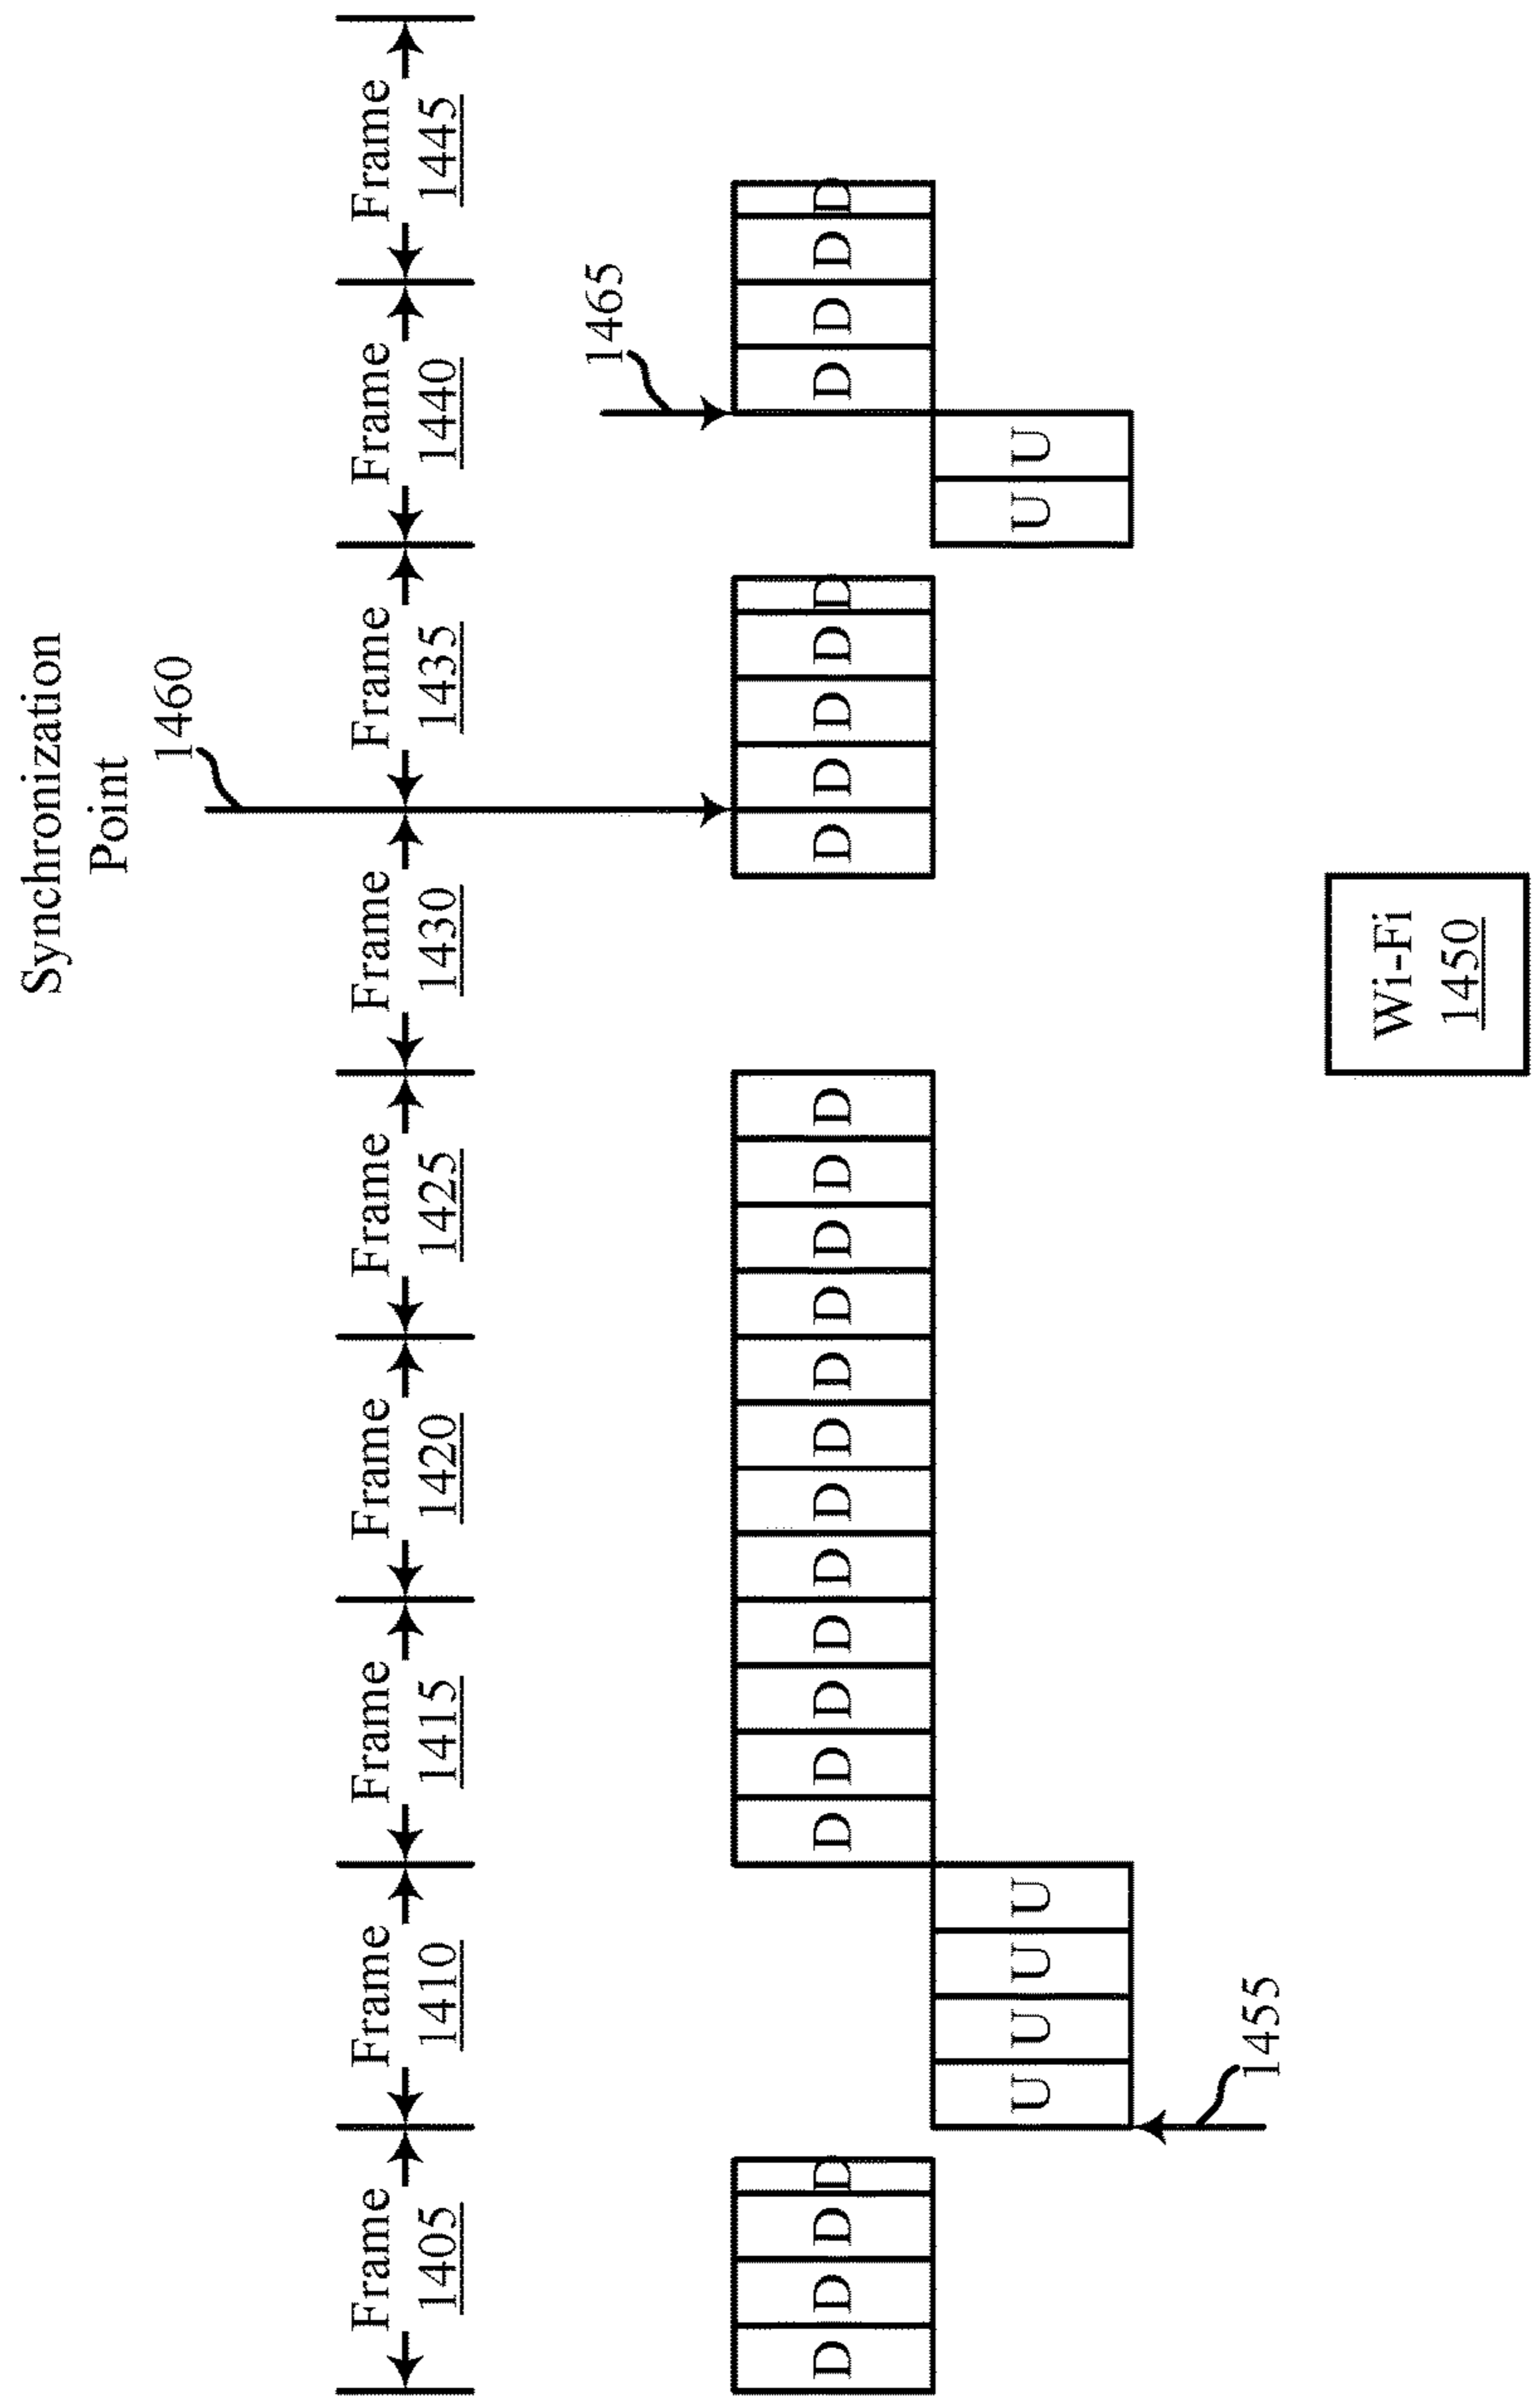 Synchronization
Point
1460
Frame Frame Frame Frame Frame Frame Frame Frame Frame
1405 1410 1415 1420 1425 1430 1435 1440 1445
1465
D D D D D D D D D D D D D D D D D D D D D D D D D
U U U U U U
1455
Wi-Fi
1450